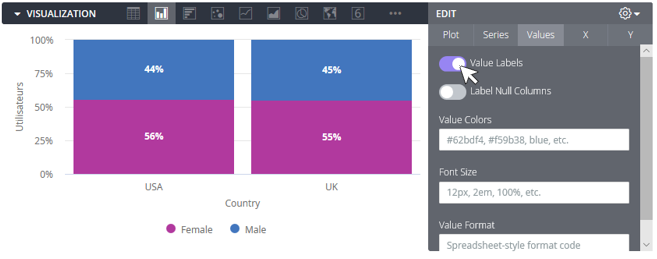 VISUALIZATION
6
EDIT
Plot Series Values X Y
100%
75%
50%
25%
0%
Utilisateurs
44%
45%
56%
55%
USA
UK
Country
Female
Male
Value Labels
Label Null Columns
Value Colors
#62bdf4, #f59b38, blue, etc.
Font Size
12px, 2em, 100%, etc.
Value Format
Spreadsheet-style format code